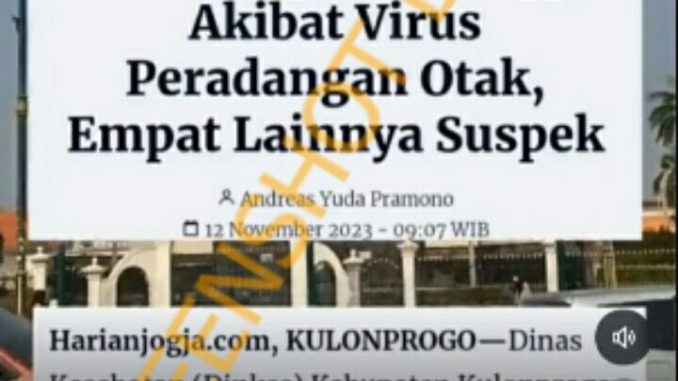 Akibat Virus
Peradangan Otak,
Empat Lainnya Suspek
Andreas Yuda Pramono
12 November 2023 - 09:07 WIB
Harianjogja.com, KULONPROGO—Dinas